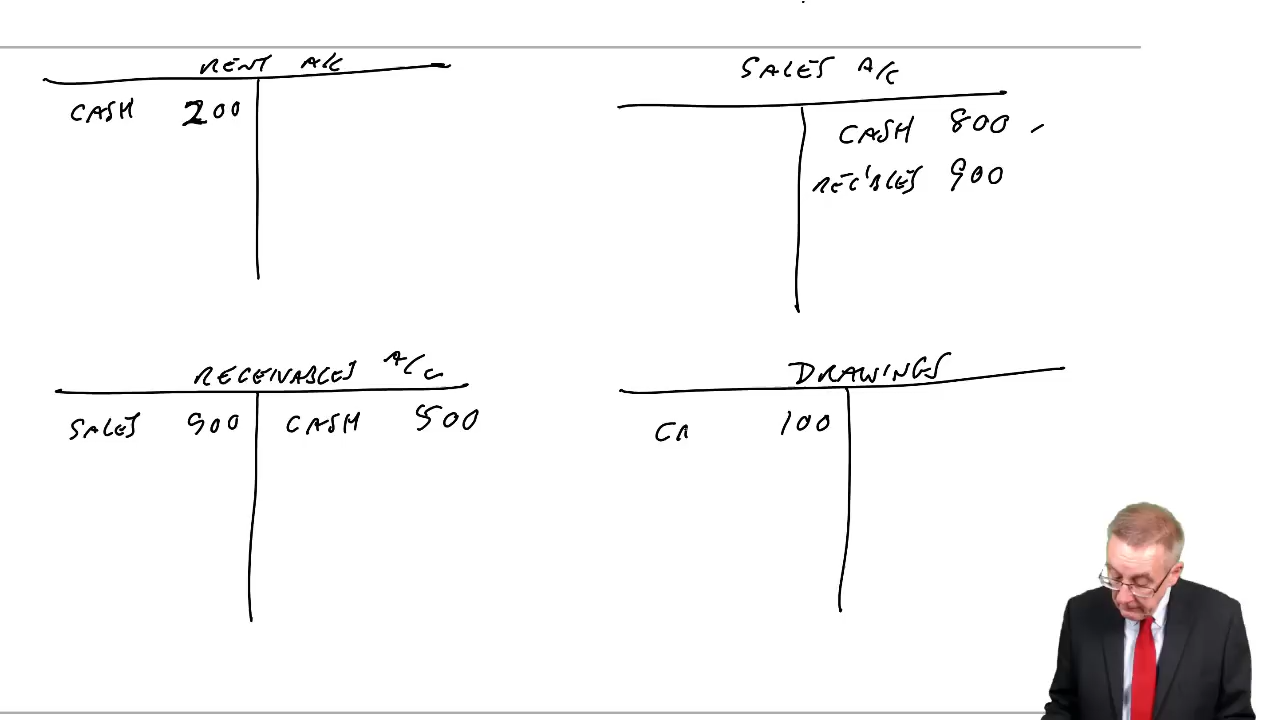 RENT A/C
CASH 200
SALES A/C
CASH 800
REC'BLES 900
RECEIVABLES A/C
SALES 900 CASH 500
DRAWINGS
CA 100